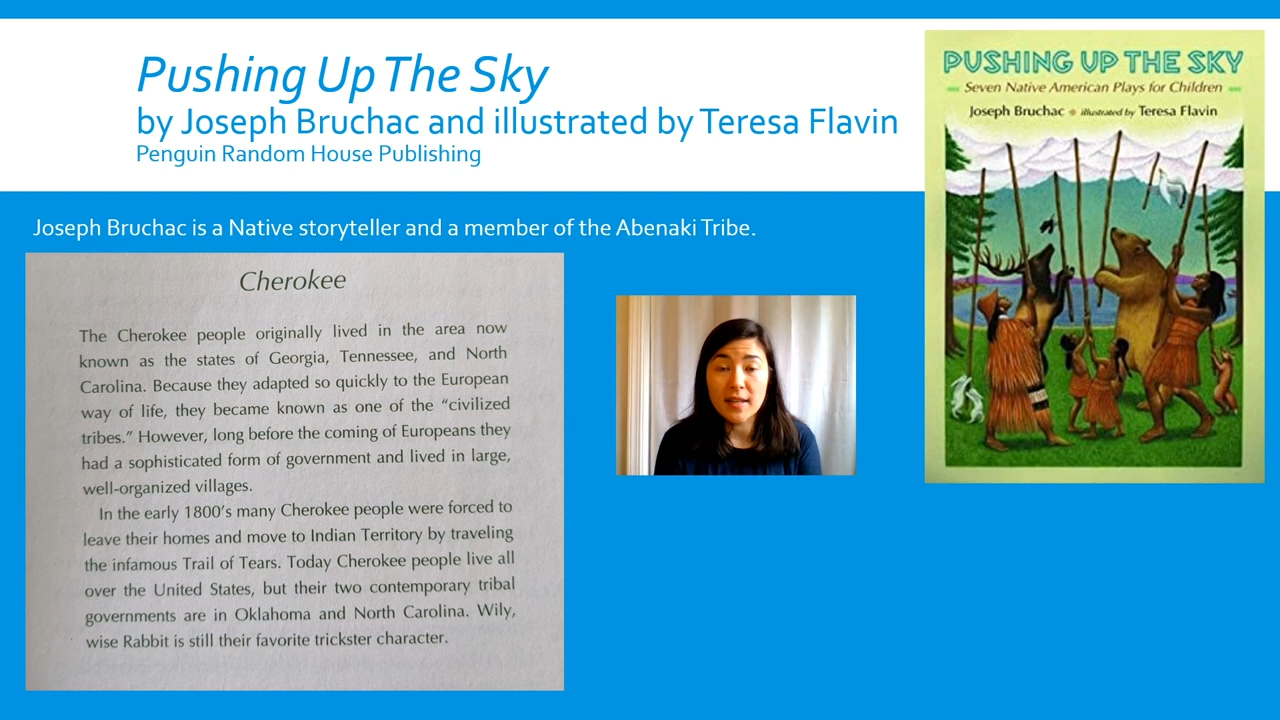 Pushing Up The Sky
by Joseph Bruchac and illustrated by Teresa Flavin
Penguin Random House Publishing
PUSHING UP THE SKY
Seven Native American Plays for Children
Joseph Bruchac illustrated by Teresa Flavin
Joseph Bruchac is a Native storyteller and a member of the Abenaki Tribe.
Cherokee
The Cherokee people originally lived in the area now
known as the states of Georgia, Tennessee, and North
Carolina. Because they adapted so quickly to the European
way of life, they became known as one of the “civilized
tribes.” However, long before the coming of Europeans they
had a sophisticated form of government and lived in large,
well-organized villages.
In the early 1800’s many Cherokee people were forced to
leave their homes and move to Indian Territory by traveling
the infamous Trail of Tears. Today Cherokee people live all
over the United States, but their two contemporary tribal
governments are in Oklahoma and North Carolina. Wily,
wise Rabbit is still their favorite trickster character.